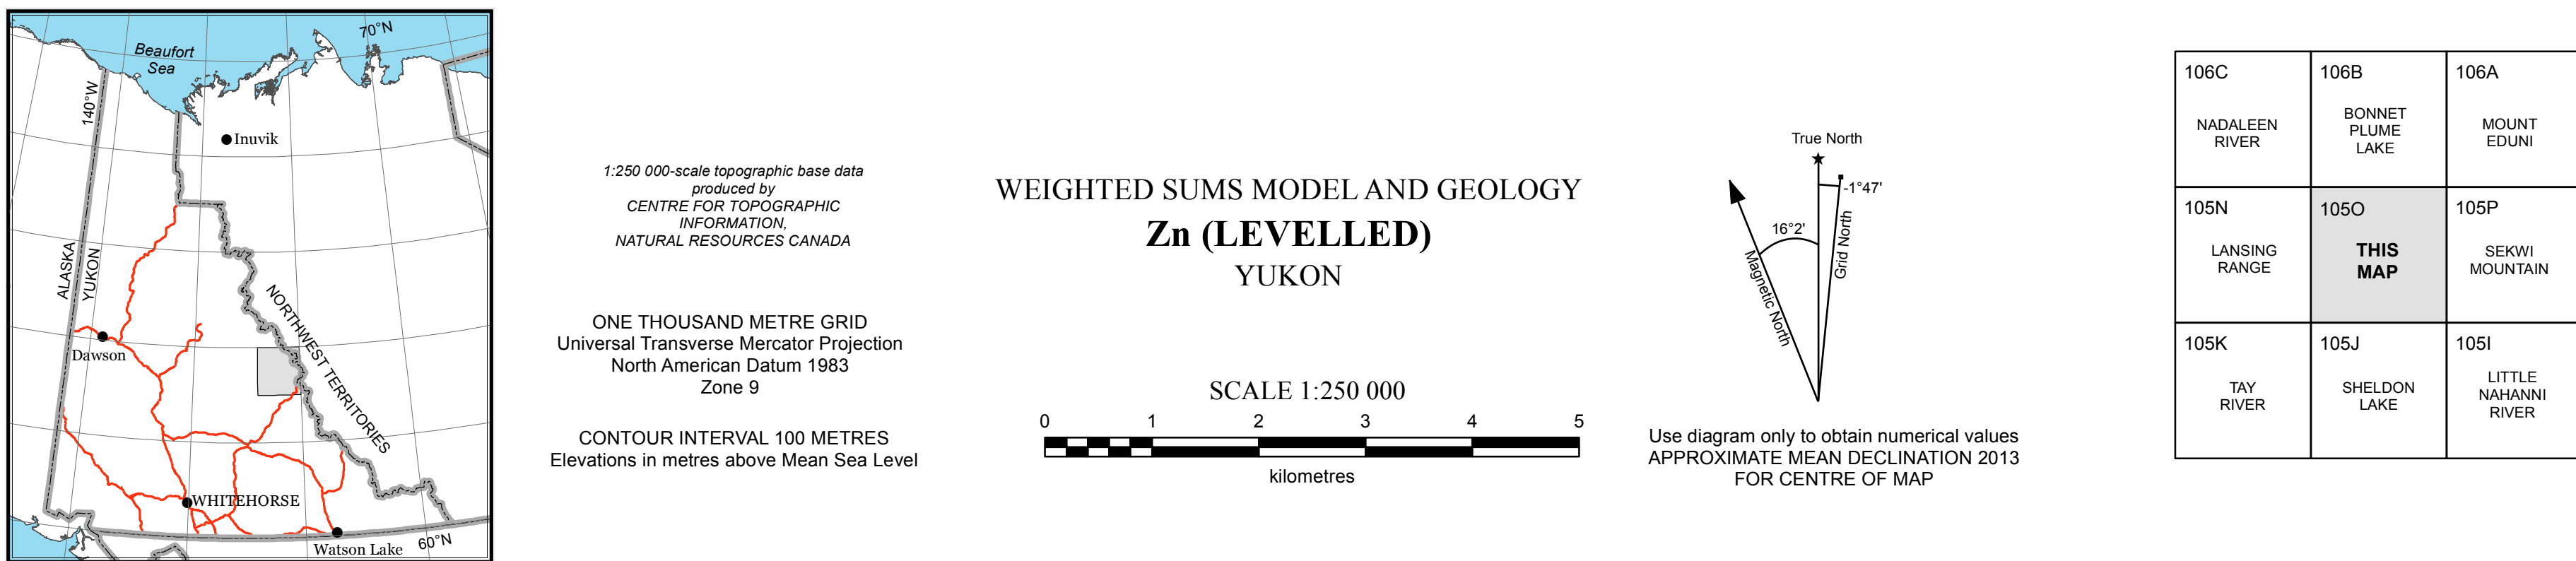 70°N
Beaufort
Sea
140°W
Inuvik
ALASKA
YUKON
NORTHWEST TERRITORIES
Dawson
WHITEHORSE
Watson Lake
60°N
1:250 000-scale topographic base data
produced by
CENTRE FOR TOPOGRAPHIC
INFORMATION,
NATURAL RESOURCES CANADA
ONE THOUSAND METRE GRID
Universal Transverse Mercator Projection
North American Datum 1983
Zone 9
CONTOUR INTERVAL 100 METRES
Elevations in metres above Mean Sea Level
WEIGHTED SUMS MODEL AND GEOLOGY
Zn (LEVELLED)
YUKON
SCALE 1:250 000
0 1 2 3 4 5
kilometres
True North
-1°47'
16°2'
Magnetic North
Grid North
Use diagram only to obtain numerical values
APPROXIMATE MEAN DECLINATION 2013
FOR CENTRE OF MAP
106C
NADALEEN
RIVER
106B
BONNET
PLUME
LAKE
106A
MOUNT
EDUNI
105N
LANSING
RANGE
105O
THIS
MAP
105P
SEKWI
MOUNTAIN
105K
TAY
RIVER
105J
SHELDON
LAKE
105I
LITTLE
NAHANNI
RIVER